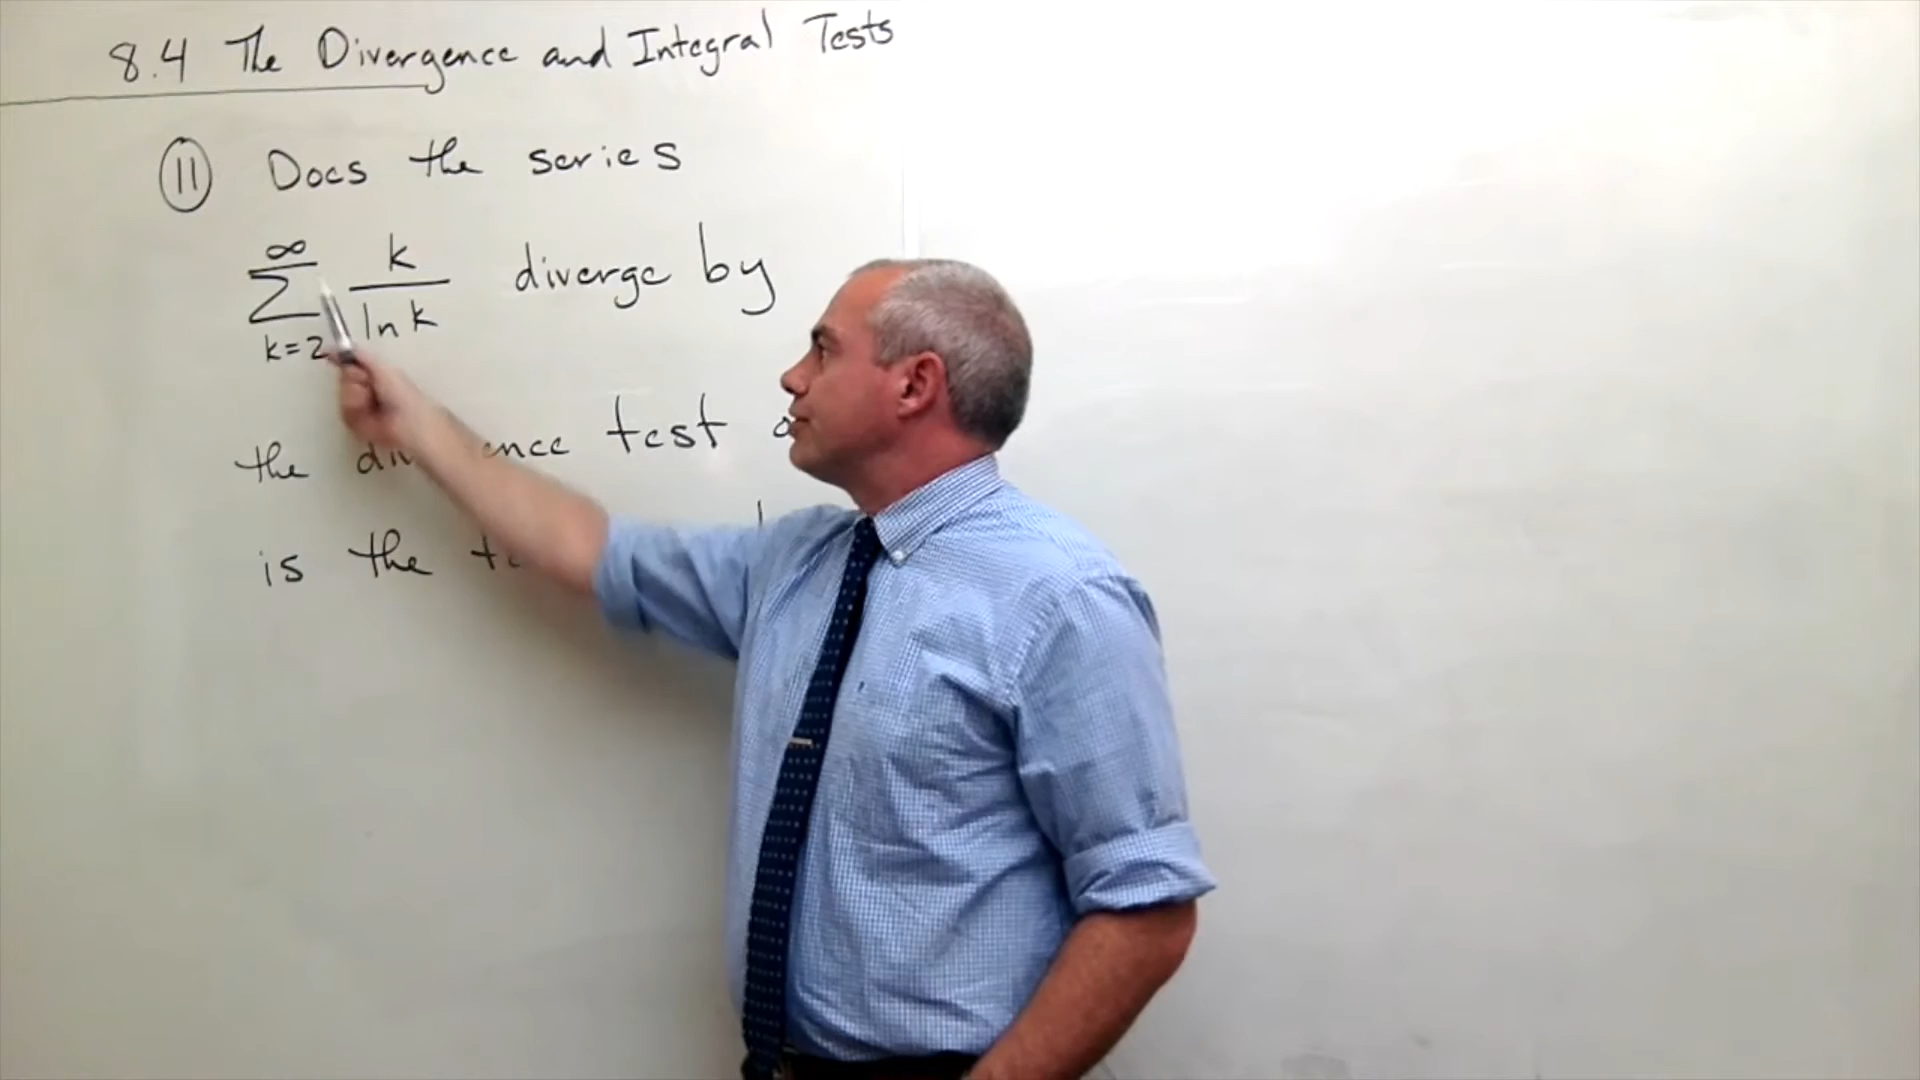 8.4 The Divergence and Integral Tests
11 Does the series
∞
∑ k/ln k diverge by
k=2
the test
is the